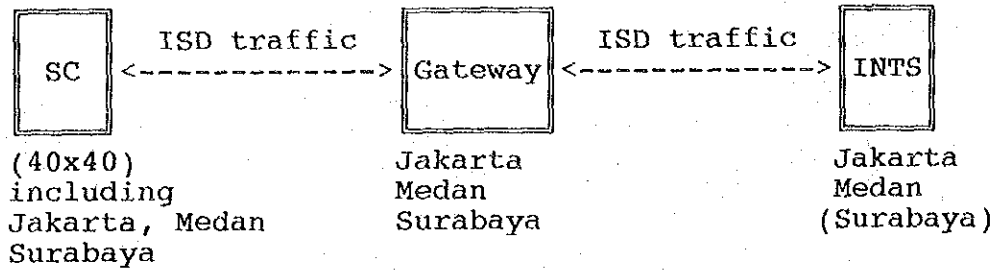 ISD traffic ISD traffic
SC <--------------> Gateway <--------------> INTS
(40x40) Jakarta Jakarta
including Medan Medan
Jakarta, Medan Surabaya (Surabaya)
Surabaya